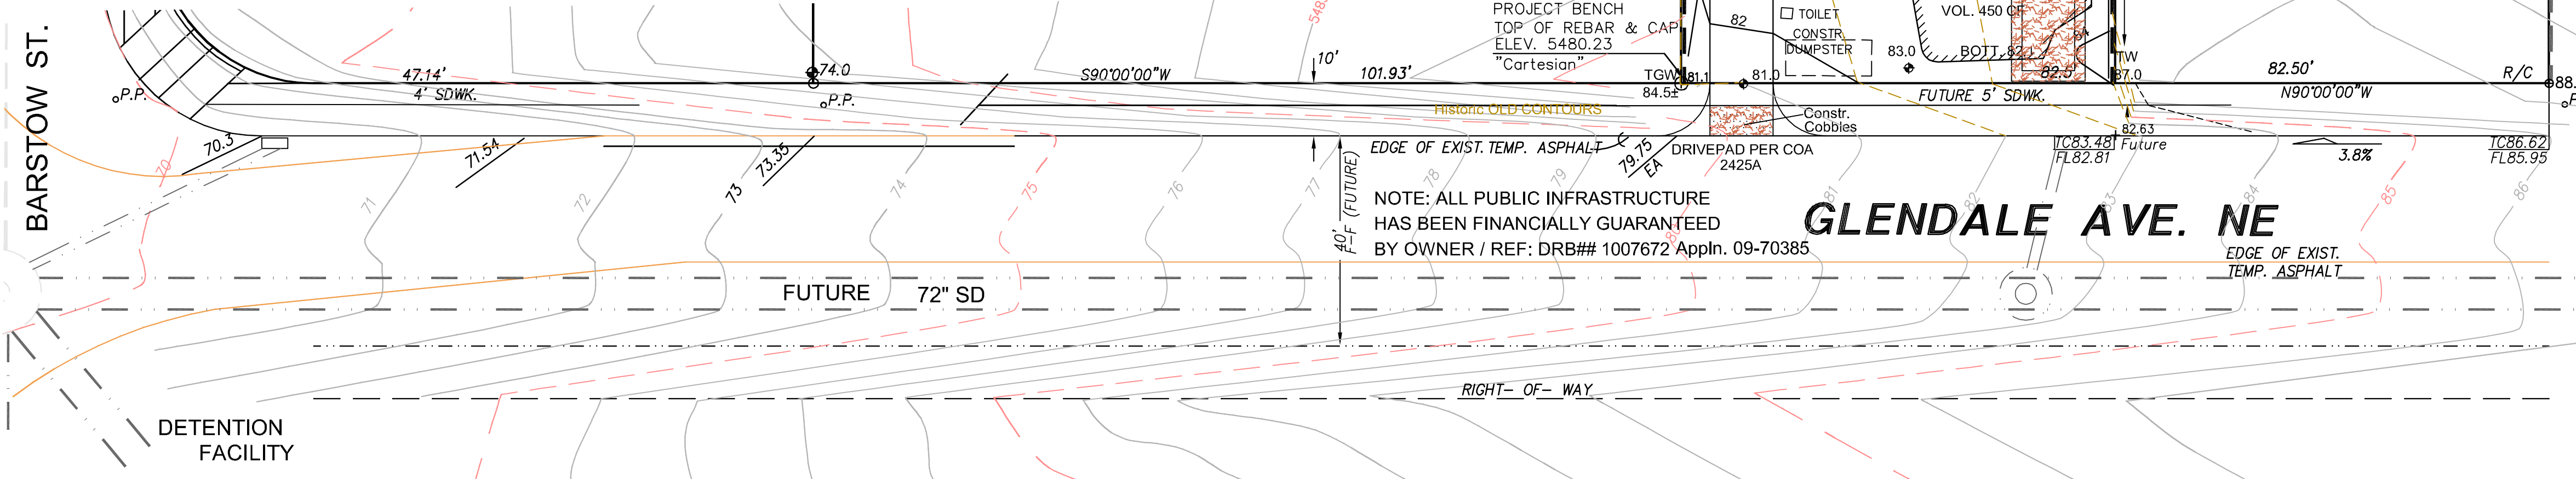 BARSTOW ST.
P.P.
47.14'
4' SDWK.
74.0
P.P.
S90°00'00"W
10'
101.93'
PROJECT BENCH
TOP OF REBAR & CAP
ELEV. 5480.23
"Cartesian"
TGW
84.5±
81.1
81.0
82
TOILET
CONSTR.
DUMPSTER
83.0
VOL. 450 CF
BOTT. 82.
82.5
TW
87.0
82.50'
N90°00'00"W
R/C
88.
Historic OLD CONTOURS
FUTURE 5' SDWK.
Constr.
Cobbles
82.63
Future
TC83.48
FL82.81
3.8%
TC86.62
FL85.95
70.3
71.54
73.35
EDGE OF EXIST. TEMP. ASPHALT
79.75
EA
DRIVEPAD PER COA
2425A
70
71
72
73
74
75
76
77
78
79
80
81
82
83
84
85
86
40'
F-F (FUTURE)
NOTE: ALL PUBLIC INFRASTRUCTURE
HAS BEEN FINANCIALLY GUARANTEED
BY OWNER / REF: DRB## 1007672 Appln. 09-70385
GLENDALE AVE. NE
EDGE OF EXIST.
TEMP. ASPHALT
FUTURE 72" SD
RIGHT- OF- WAY
DETENTION
FACILITY